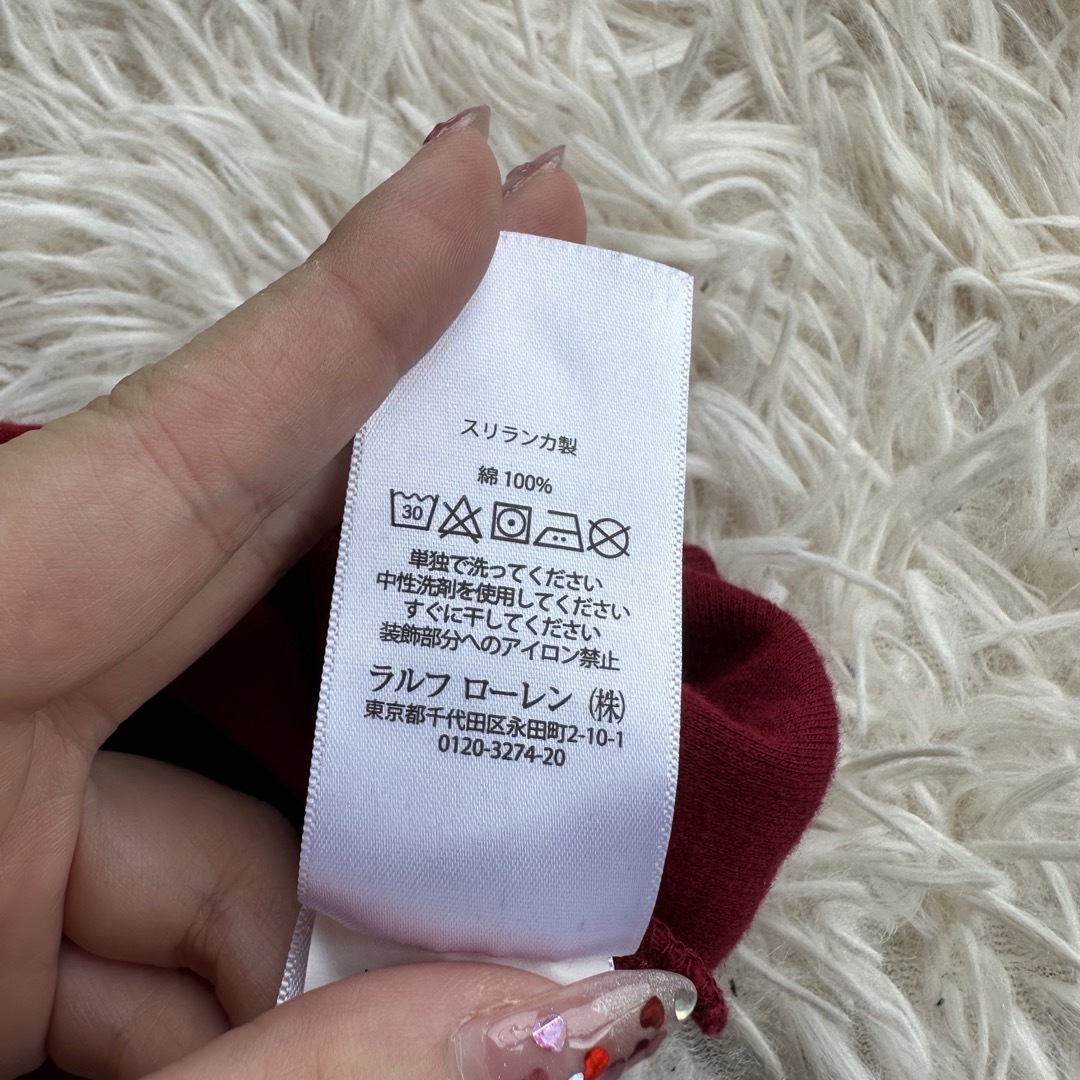 スリランカ製
綿 100%
30
単独で洗ってください
中性洗剤を使用してください
すぐに干してください
装飾部分へのアイロン禁止
ラルフ ローレン (株)
東京都千代田区永田町2-10-1
0120-3274-20